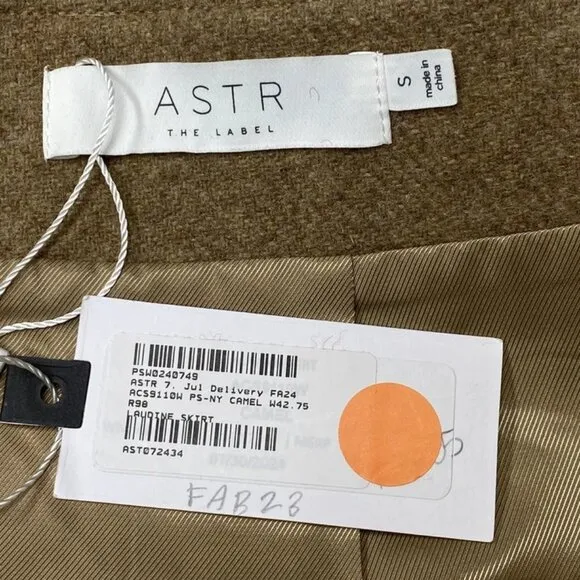 ASTR
THE LABEL
S
made in
china
PSW0240749
ASTR 7. Jul Delivery FA24
ACS9110W PS-NY CAMEL W42.75
R98
LAUDINE SKIRT
AST072434
FAB23